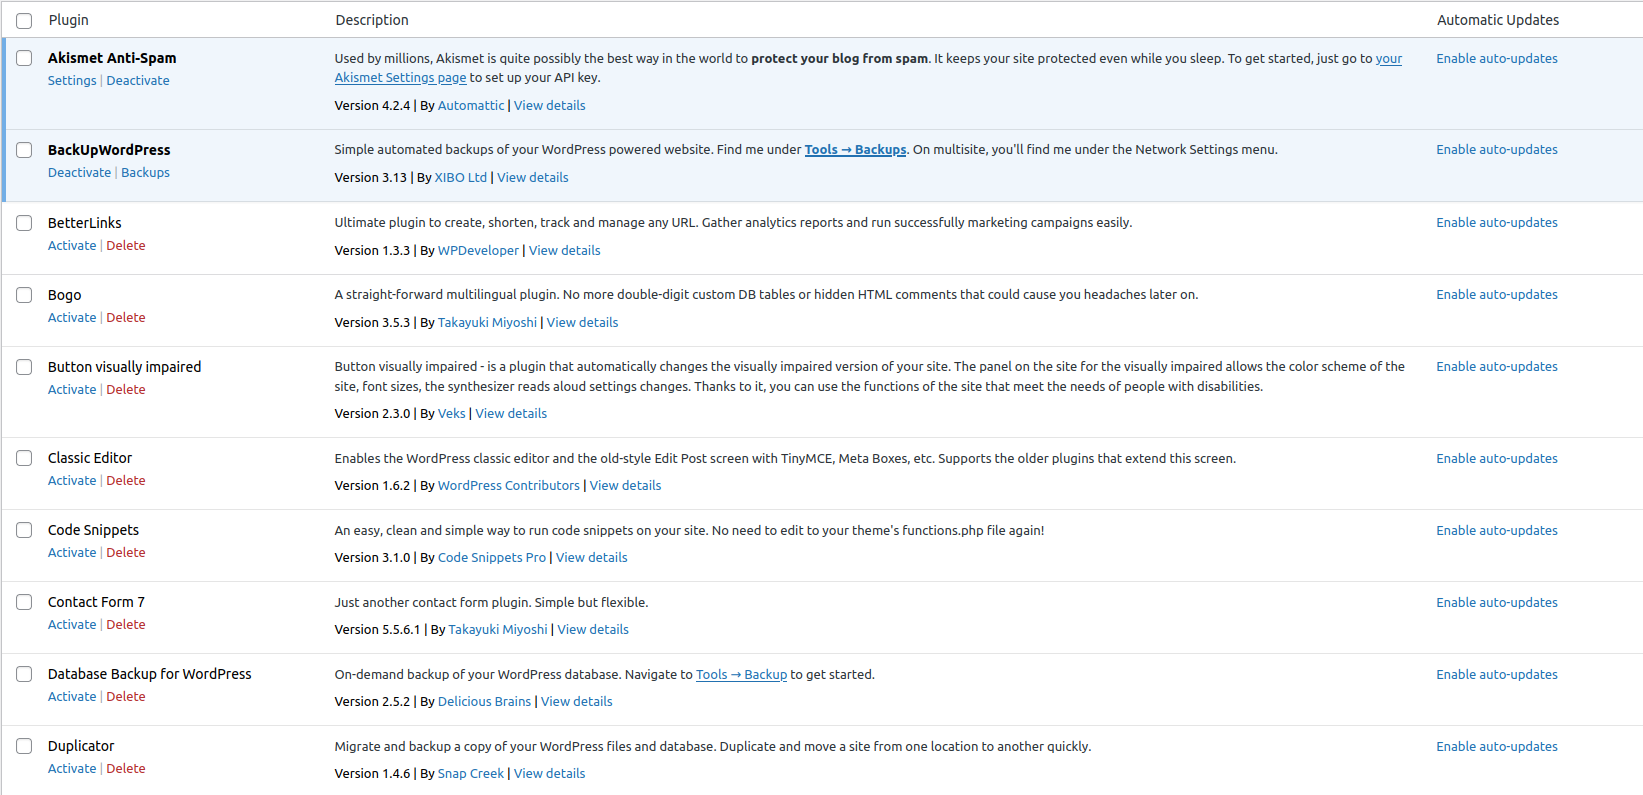 Plugin Description Automatic Updates
Akismet Anti-Spam Used by millions, Akismet is quite possibly the best way in the world to protect your blog from spam. It keeps your site protected even while you sleep. To get started, just go to your Enable auto-updates
Settings | Deactivate Akismet Settings page to set up your API key.
Version 4.2.4 | By Automattic | View details
BackUpWordPress Simple automated backups of your WordPress powered website. Find me under Tools → Backups. On multisite, you'll find me under the Network Settings menu. Enable auto-updates
Deactivate | Backups Version 3.13 | By XIBO Ltd | View details
BetterLinks Ultimate plugin to create, shorten, track and manage any URL. Gather analytics reports and run successfully marketing campaigns easily. Enable auto-updates
Activate | Delete Version 1.3.3 | By WPDeveloper | View details
Bogo A straight-forward multilingual plugin. No more double-digit custom DB tables or hidden HTML comments that could cause you headaches later on. Enable auto-updates
Activate | Delete Version 3.5.3 | By Takayuki Miyoshi | View details
Button visually impaired Button visually impaired - is a plugin that automatically changes the visually impaired version of your site. The panel on the site for the visually impaired allows the color scheme of the Enable auto-updates
Activate | Delete site, font sizes, the synthesizer reads aloud settings changes. Thanks to it, you can use the functions of the site that meet the needs of people with disabilities.
Version 2.3.0 | By Veks | View details
Classic Editor Enables the WordPress classic editor and the old-style Edit Post screen with TinyMCE, Meta Boxes, etc. Supports the older plugins that extend this screen. Enable auto-updates
Activate | Delete Version 1.6.2 | By WordPress Contributors | View details
Code Snippets An easy, clean and simple way to run code snippets on your site. No need to edit to your theme's functions.php file again! Enable auto-updates
Activate | Delete Version 3.1.0 | By Code Snippets Pro | View details
Contact Form 7 Just another contact form plugin. Simple but flexible. Enable auto-updates
Activate | Delete Version 5.5.6.1 | By Takayuki Miyoshi | View details
Database Backup for WordPress On-demand backup of your WordPress database. Navigate to Tools → Backup to get started. Enable auto-updates
Activate | Delete Version 2.5.2 | By Delicious Brains | View details
Duplicator Migrate and backup a copy of your WordPress files and database. Duplicate and move a site from one location to another quickly. Enable auto-updates
Activate | Delete Version 1.4.6 | By Snap Creek | View details